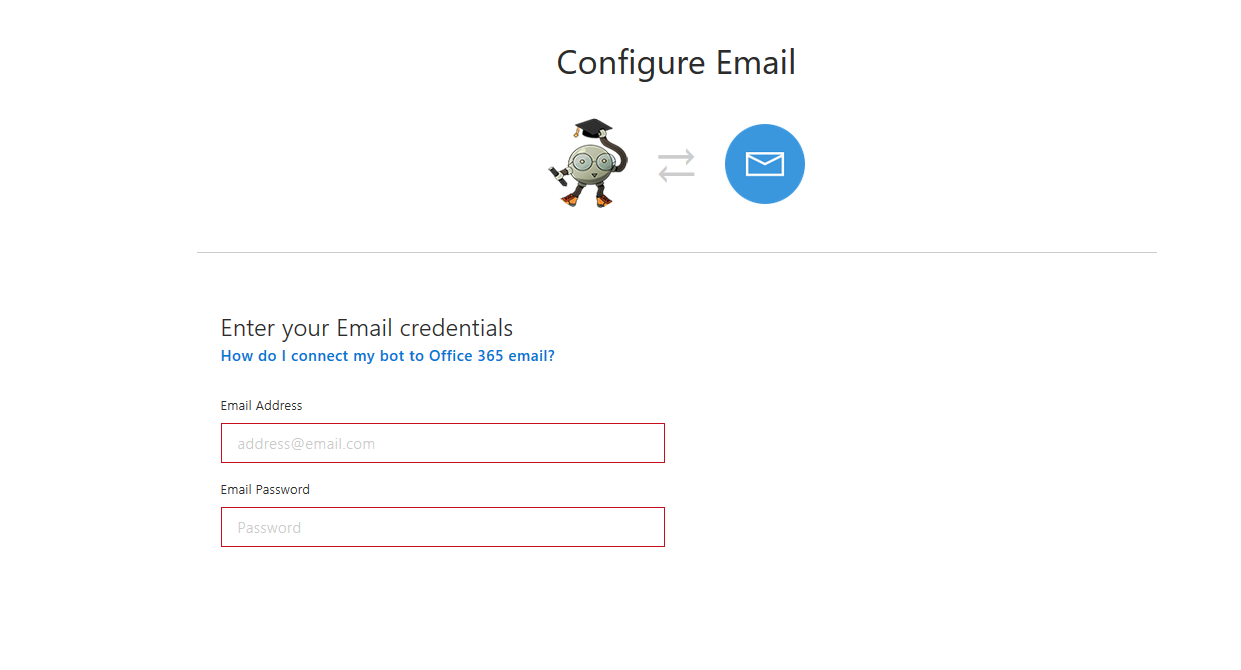 Configure Email
Enter your Email credentials
How do I connect my bot to Office 365 email?
Email Address
address@email.com
Email Password
Password